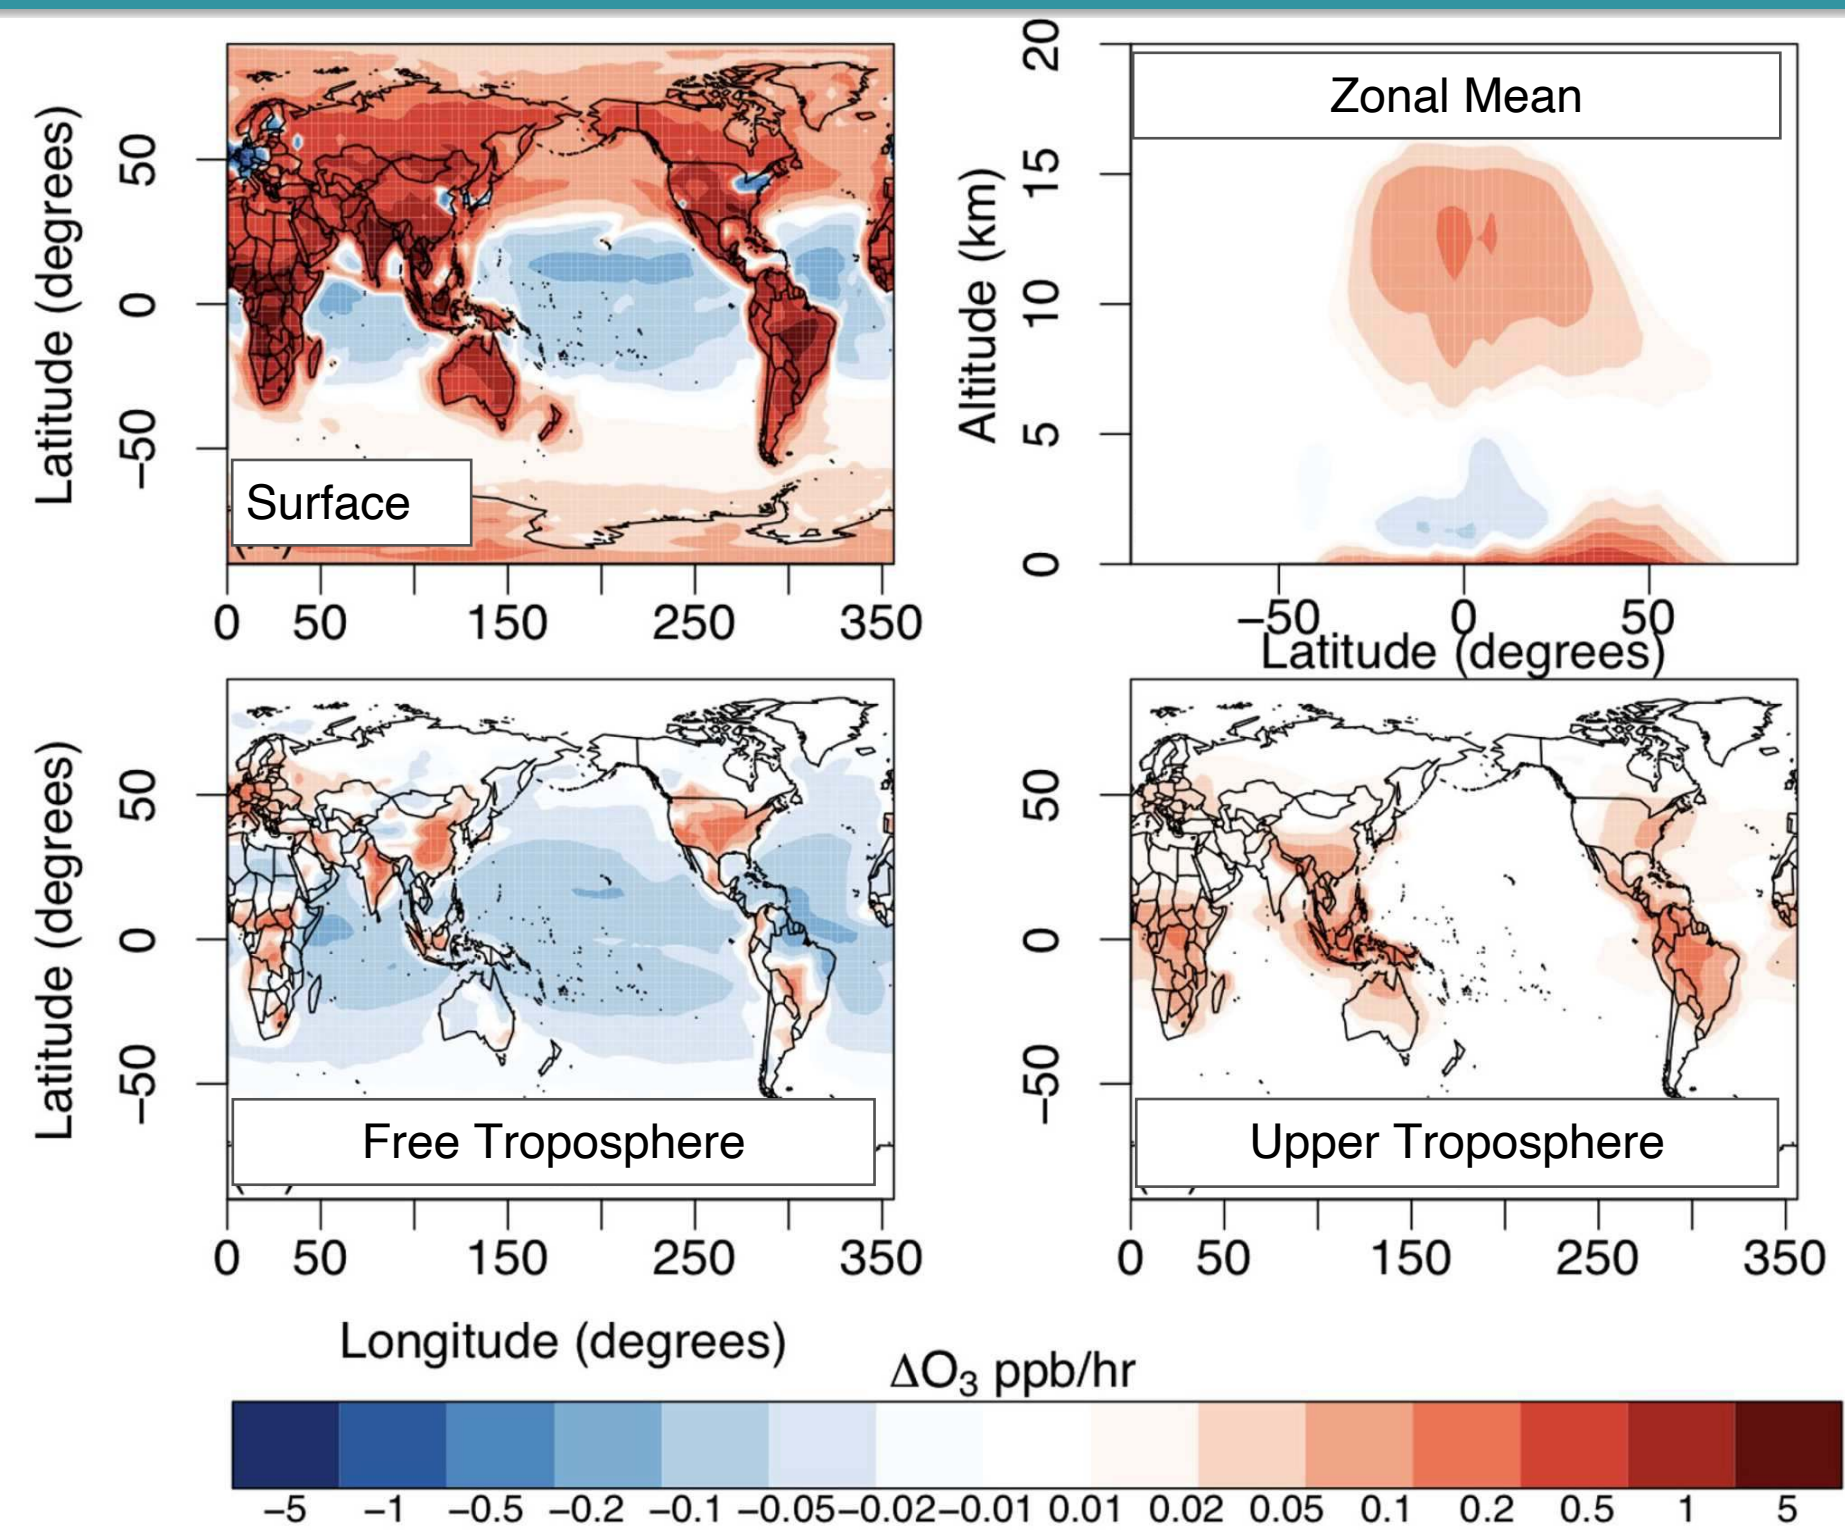 Latitude (degrees)
50
0
−50
Surface
0 50 150 250 350
Altitude (km)
20
15
10
5
0
Zonal Mean
−50 0 50
Latitude (degrees)
Latitude (degrees)
50
0
−50
Free Troposphere
0 50 150 250 350
50
0
−50
Upper Troposphere
0 50 150 250 350
Longitude (degrees)
ΔO₃ ppb/hr
−5 −1 −0.5 −0.2 −0.1 −0.05 −0.02 −0.01 0.01 0.02 0.05 0.1 0.2 0.5 1 5